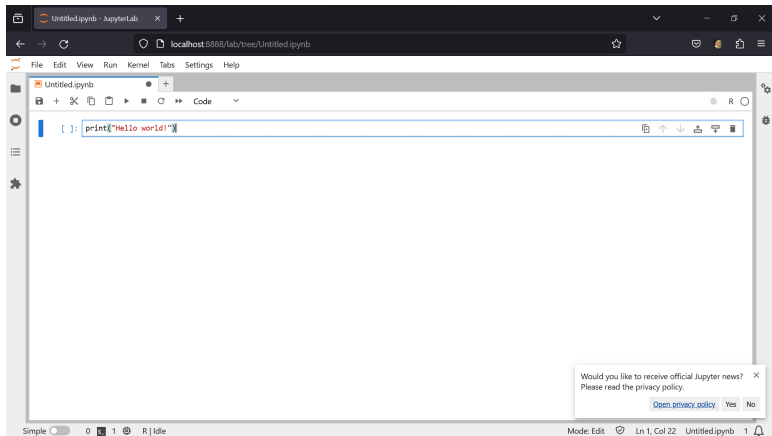 Untitled.ipynb - JupyterLab
localhost:8888/lab/tree/Untitled.ipynb
File Edit View Run Kernel Tabs Settings Help
Untitled.ipynb
Code
R
[ ]: print("Hello world!")
Would you like to receive official Jupyter news?
Please read the privacy policy.
Open privacy policy Yes No
Simple 0 1 R | Idle Mode: Edit Ln 1, Col 22 Untitled.ipynb 1